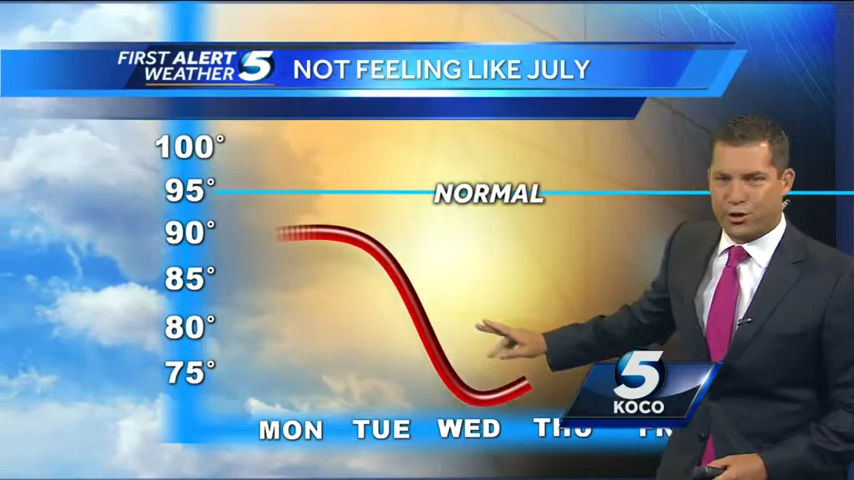 FIRST ALERT
WEATHER 5
NOT FEELING LIKE JULY
100°
95°
NORMAL
90°
85°
80°
75°
MON TUE WED THU
5
KOCO